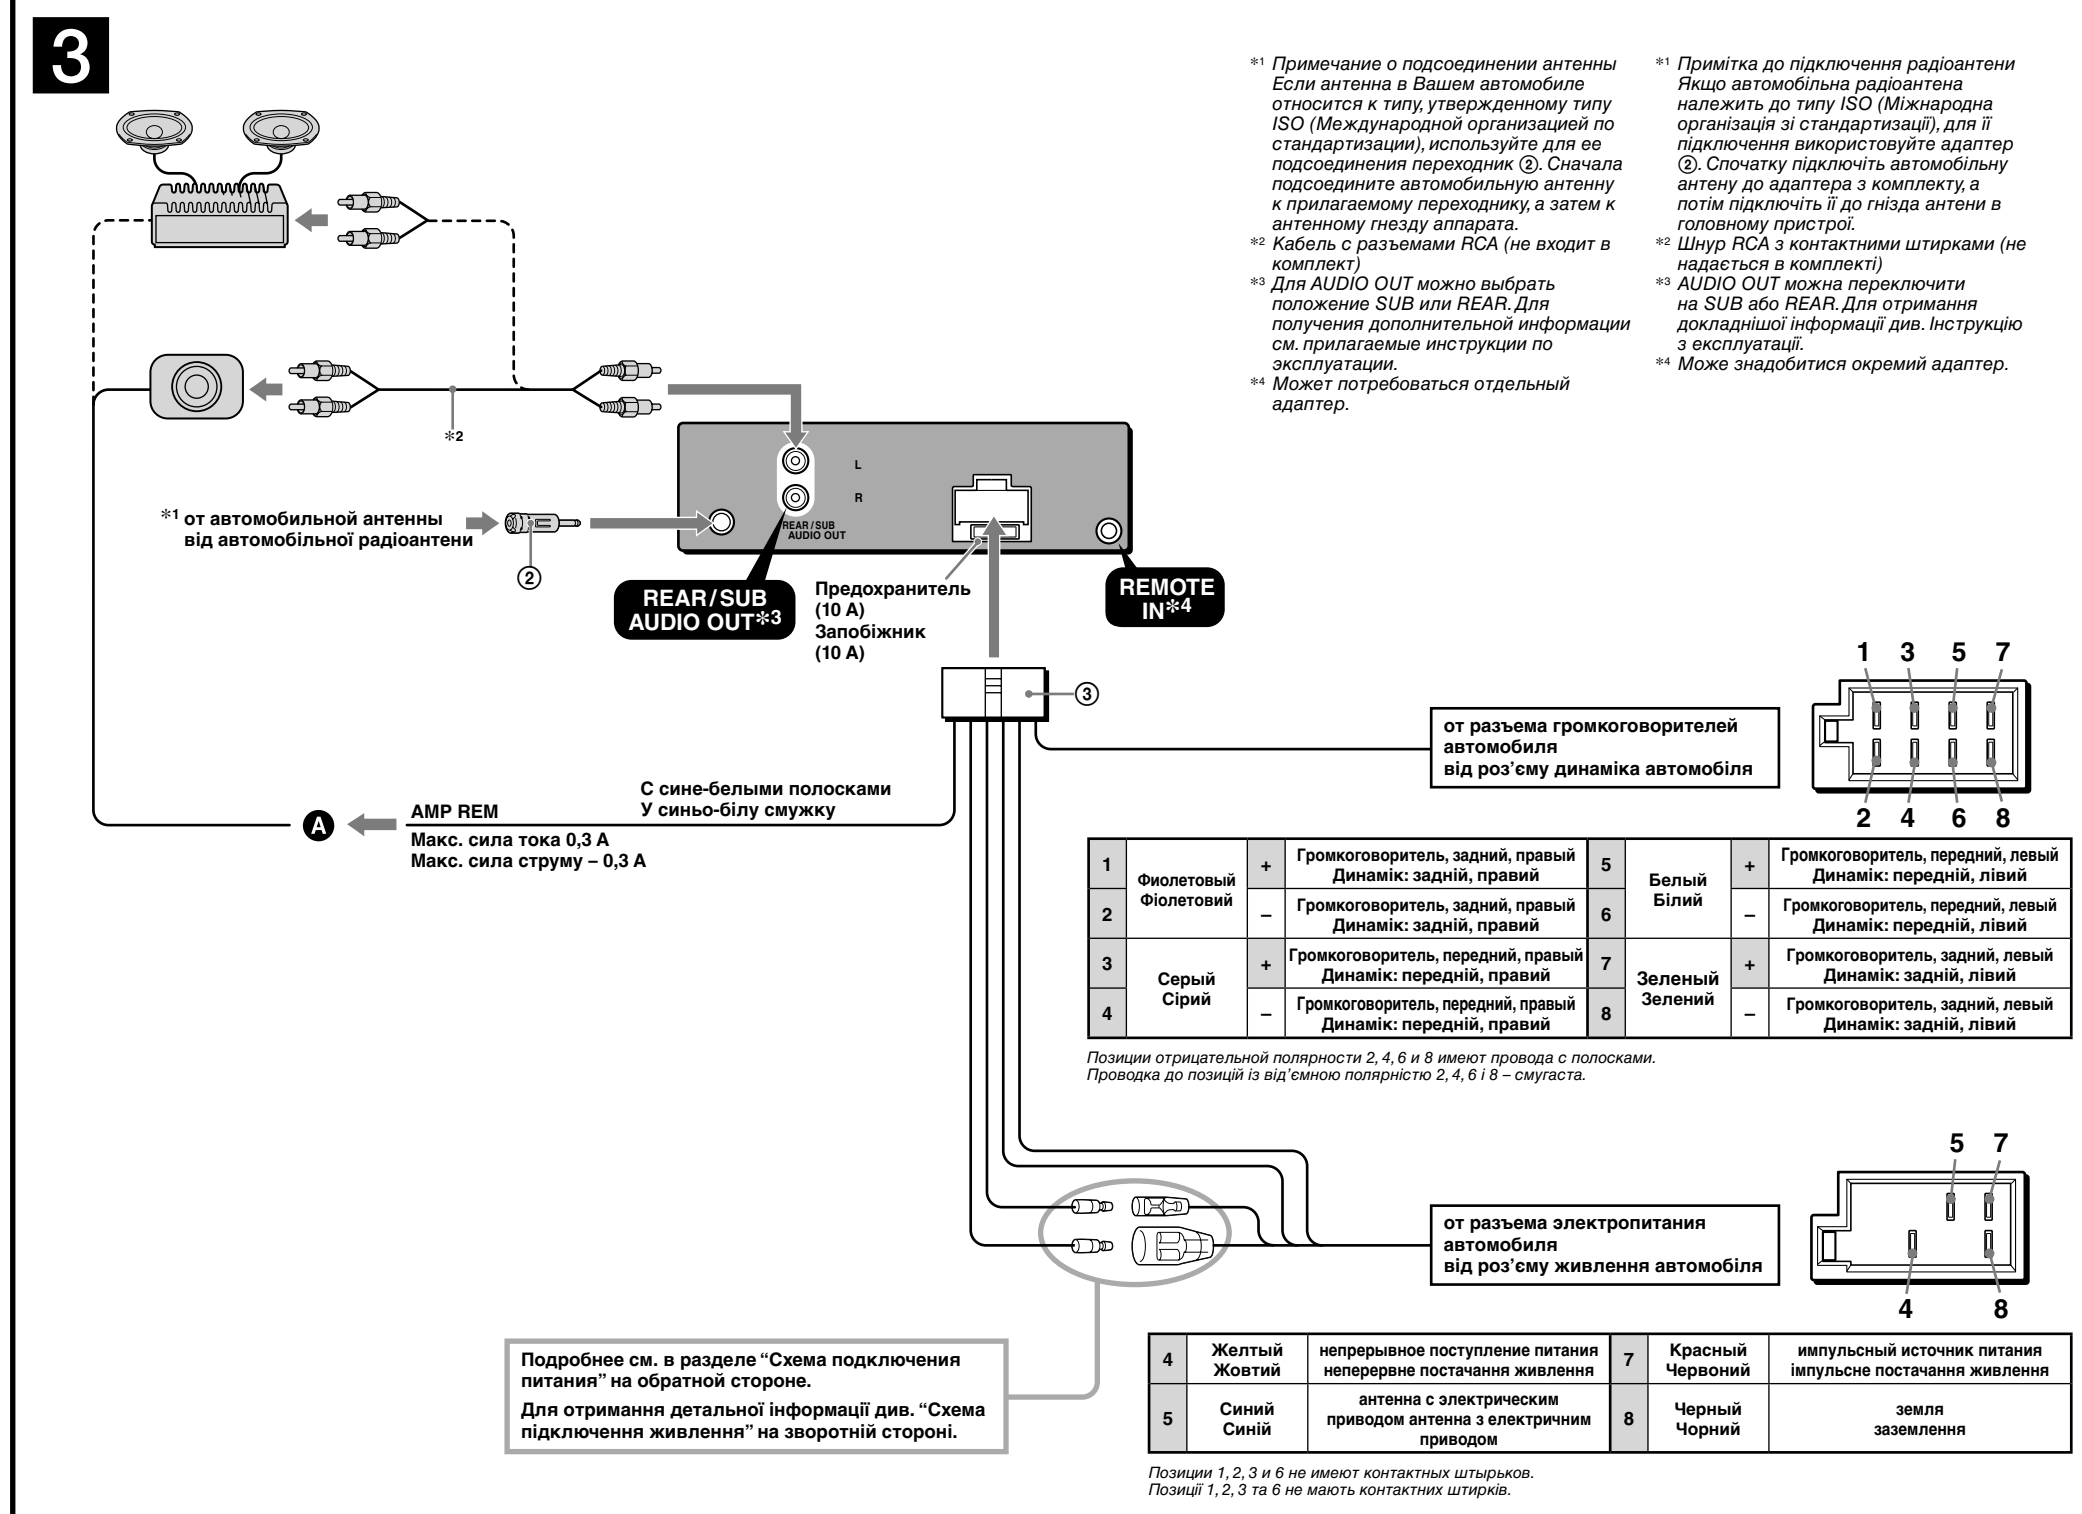 3
*1 Примечание о подсоединении антенны
Если антенна в Вашем автомобиле
относится к типу, утвержденному типу
ISO (Международной организацией по
стандартизации), используйте для ее
подсоединения переходник ②. Сначала
подсоедините автомобильную антенну
к прилагаемому переходнику, а затем к
антенному гнезду аппарата.
*2 Кабель с разъемами RCA (не входит в
комплект)
*3 Для AUDIO OUT можно выбрать
положение SUB или REAR. Для
получения дополнительной информации
см. прилагаемые инструкции по
эксплуатации.
*4 Может потребоваться отдельный
адаптер.
*1 Примітка до підключення радіоантени
Якщо автомобільна радіоантена
належить до типу ISO (Міжнародна
організація зі стандартизації), для її
підключення використовуйте адаптер
②. Спочатку підключіть автомобільну
антену до адаптера з комплекту, а
потім підключіть її до гнізда антени в
головному пристрої.
*2 Шнур RCA з контактними штирками (не
надається в комплекті)
*3 AUDIO OUT можна переключити
на SUB або REAR. Для отримання
докладнішої інформації див. Інструкцію
з експлуатації.
*4 Може знадобитися окремий адаптер.
*2
L
R
REAR / SUB
AUDIO OUT
*1 от автомобильной антенны
від автомобільної радіоантени
②
REAR/SUB
AUDIO OUT*3
Предохранитель
(10 A)
Запобіжник
(10 A)
REMOTE
IN*4
③
1 3 5 7
от разъема громкоговорителей
автомобиля
від роз’єму динаміка автомобіля
2 4 6 8
С сине-белыми полосками
У синьо-білу смужку
A
AMP REM
Макс. сила тока 0,3 А
Макс. сила струму – 0,3 А
1
Фиолетовый
Фіолетовий
+
Громкоговоритель, задний, правый
Динамік: задній, правий
5
Белый
Білий
+
Громкоговоритель, передний, левый
Динамік: передній, лівий
2
–
Громкоговоритель, задний, правый
Динамік: задній, правий
6
–
Громкоговоритель, передний, левый
Динамік: передній, лівий
3
Серый
Сірий
+
Громкоговоритель, передний, правый
Динамік: передній, правий
7
Зеленый
Зелений
+
Громкоговоритель, задний, левый
Динамік: задній, лівий
4
–
Громкоговоритель, передний, правый
Динамік: передній, правий
8
–
Громкоговоритель, задний, левый
Динамік: задній, лівий
Позиции отрицательной полярности 2, 4, 6 и 8 имеют провода с полосками.
Проводка до позицій із від’ємною полярністю 2, 4, 6 і 8 – смугаста.
5 7
от разъема электропитания
автомобиля
від роз’єму живлення автомобіля
4 8
Подробнее см. в разделе “Схема подключения
питания” на обратной стороне.
Для отримання детальної інформації див. “Схема
підключення живлення” на зворотній стороні.
4
Желтый
Жовтий
непрерывное поступление питания
неперервне постачання живлення
7
Красный
Червоний
импульсный источник питания
імпульсне постачання живлення
5
Синий
Синій
антенна с электрическим
приводом антенна з електричним
приводом
8
Черный
Чорний
земля
заземлення
Позиции 1, 2, 3 и 6 не имеют контактных штырьков.
Позиції 1, 2, 3 та 6 не мають контактних штирків.